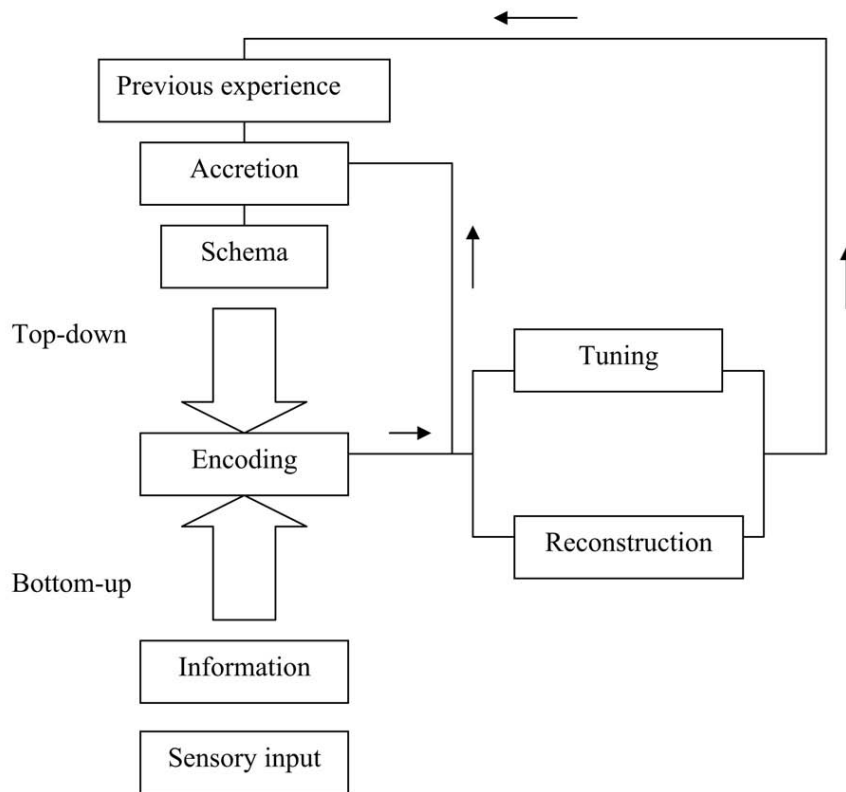 Previous experience
Accretion
Schema
Top-down
Tuning
Encoding
Reconstruction
Bottom-up
Information
Sensory input